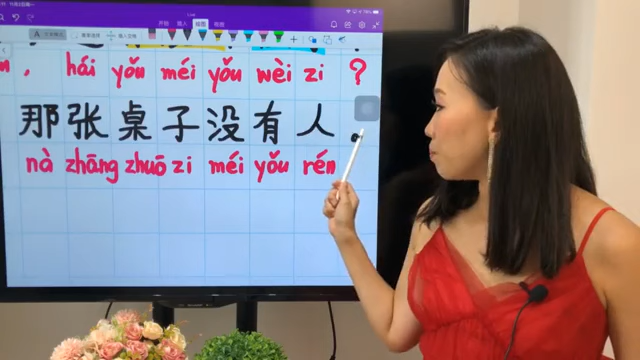 hái yǒu méi yǒu wèi zi ?
那张桌子没有人.
nà zhāng zhuō zi méi yǒu rén